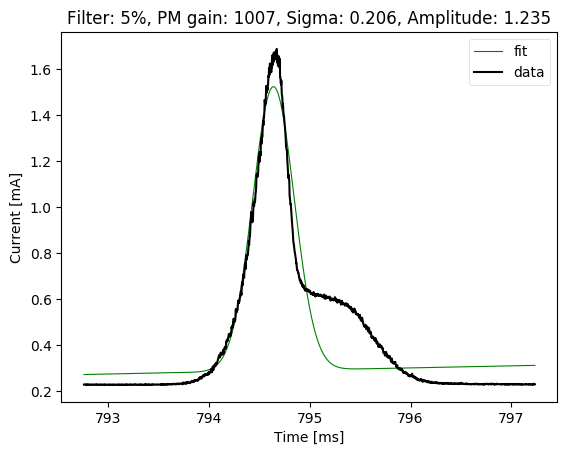 Filter: 5%, PM gain: 1007, Sigma: 0.206, Amplitude: 1.235
fit
data
1.6
1.4
1.2
1.0
0.8
0.6
0.4
0.2
Current [mA]
793
794
795
796
797
Time [ms]